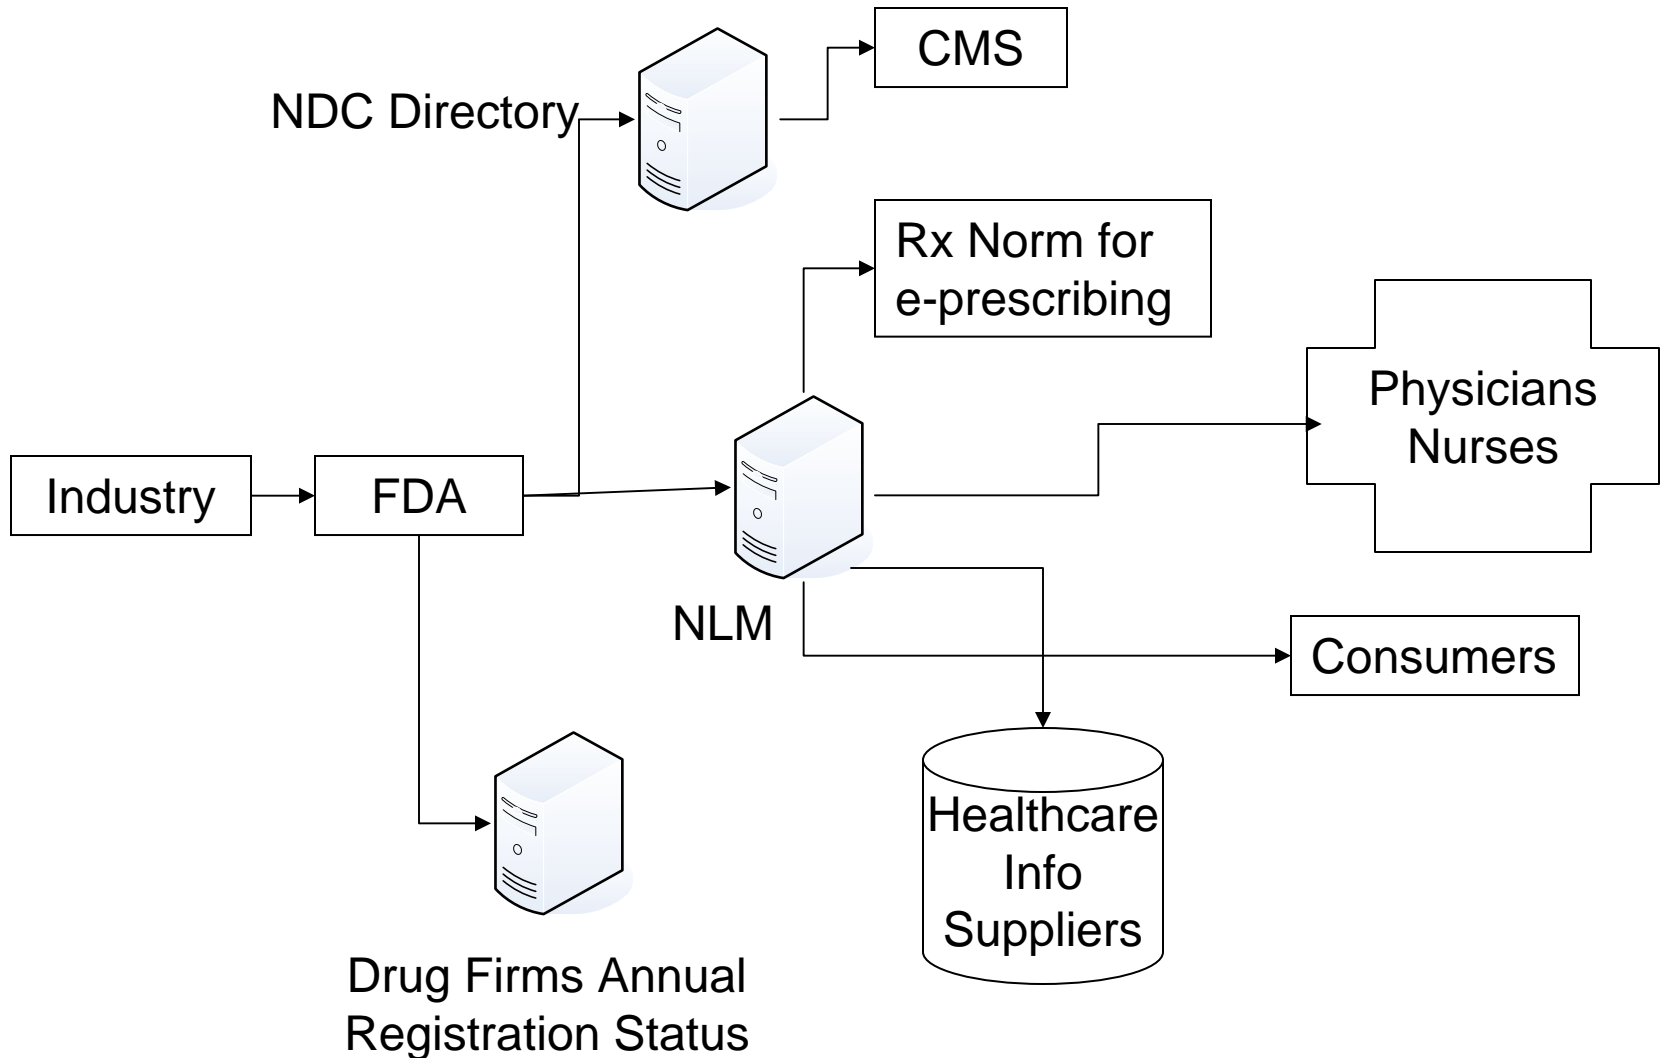 CMS
NDC Directory
Rx Norm for
e-prescribing
Physicians
Nurses
Industry
FDA
NLM
Consumers
Healthcare
Info
Suppliers
Drug Firms Annual
Registration Status